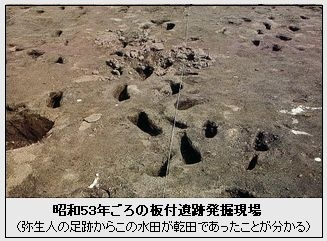 昭和53年ごろの板付遺跡発掘現場
（弥生人の足跡からこの水田が乾田であったことが分かる）